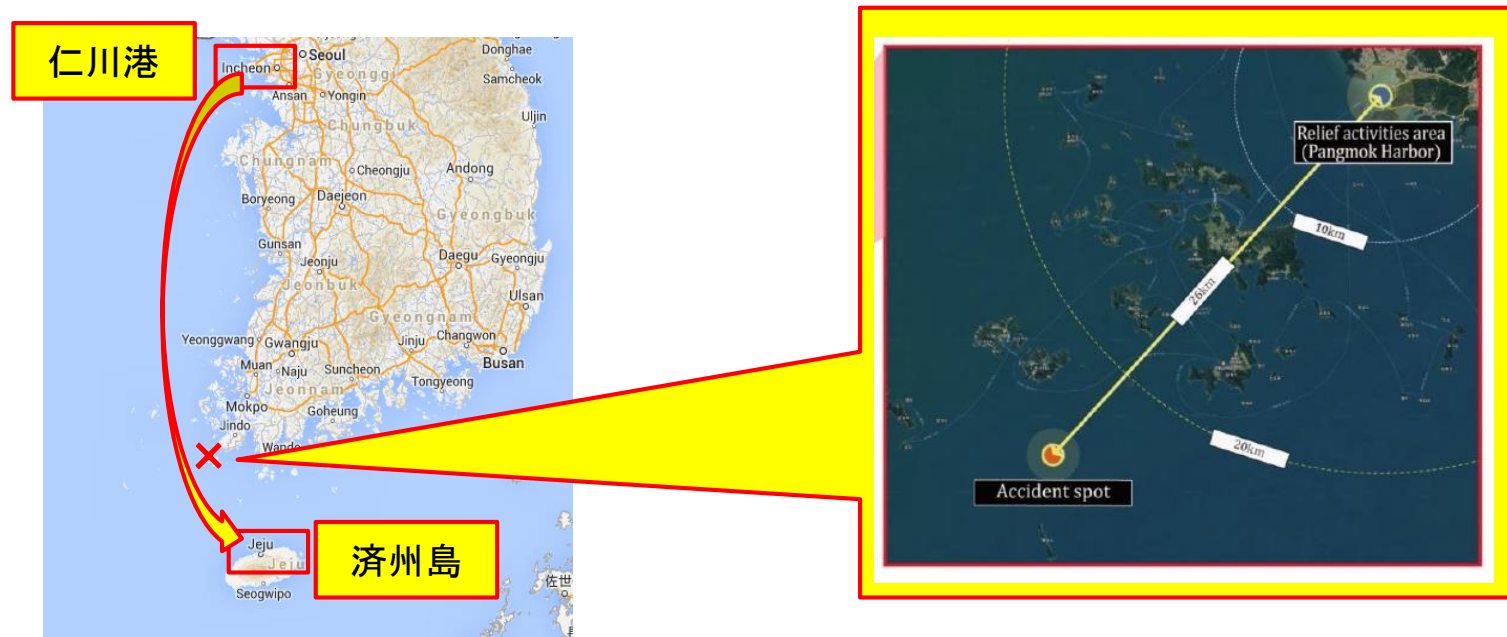 仁川港
Seoul
Incheon
Gyeonggi
Ansan
Yongin
Donghae
Samcheok
Uljin
Chungbuk
Chungnam
Cheongju
Andong
Boryeong
Daejeon
Gyeongbuk
Gunsan
Jeonju
Daegu
Gyeongju
Jeonbuk
Ulsan
Gyeongnam
Yeonggwang
Gwangju
Jinju
Changwon
Busan
Muan
Naju
Suncheon
Tongyeong
Jeonnam
Mokpo
Goheung
Jindo
Wando
Jeju
Jeju
Seogwipo
済州島
佐世
Relief activities area
(Pangmok Harbor)
10km
26km
20km
Accident spot